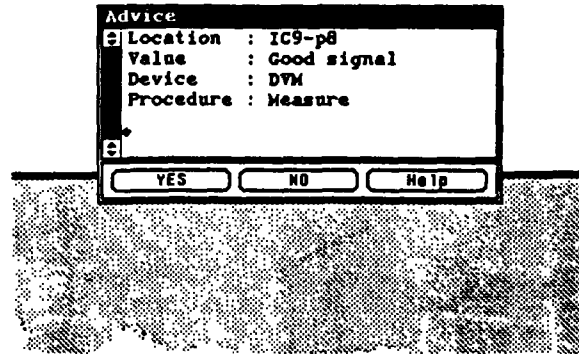 Advice
Location : IC9-p8
Value : Good signal
Device : DVM
Procedure : Measure
YES NO Help